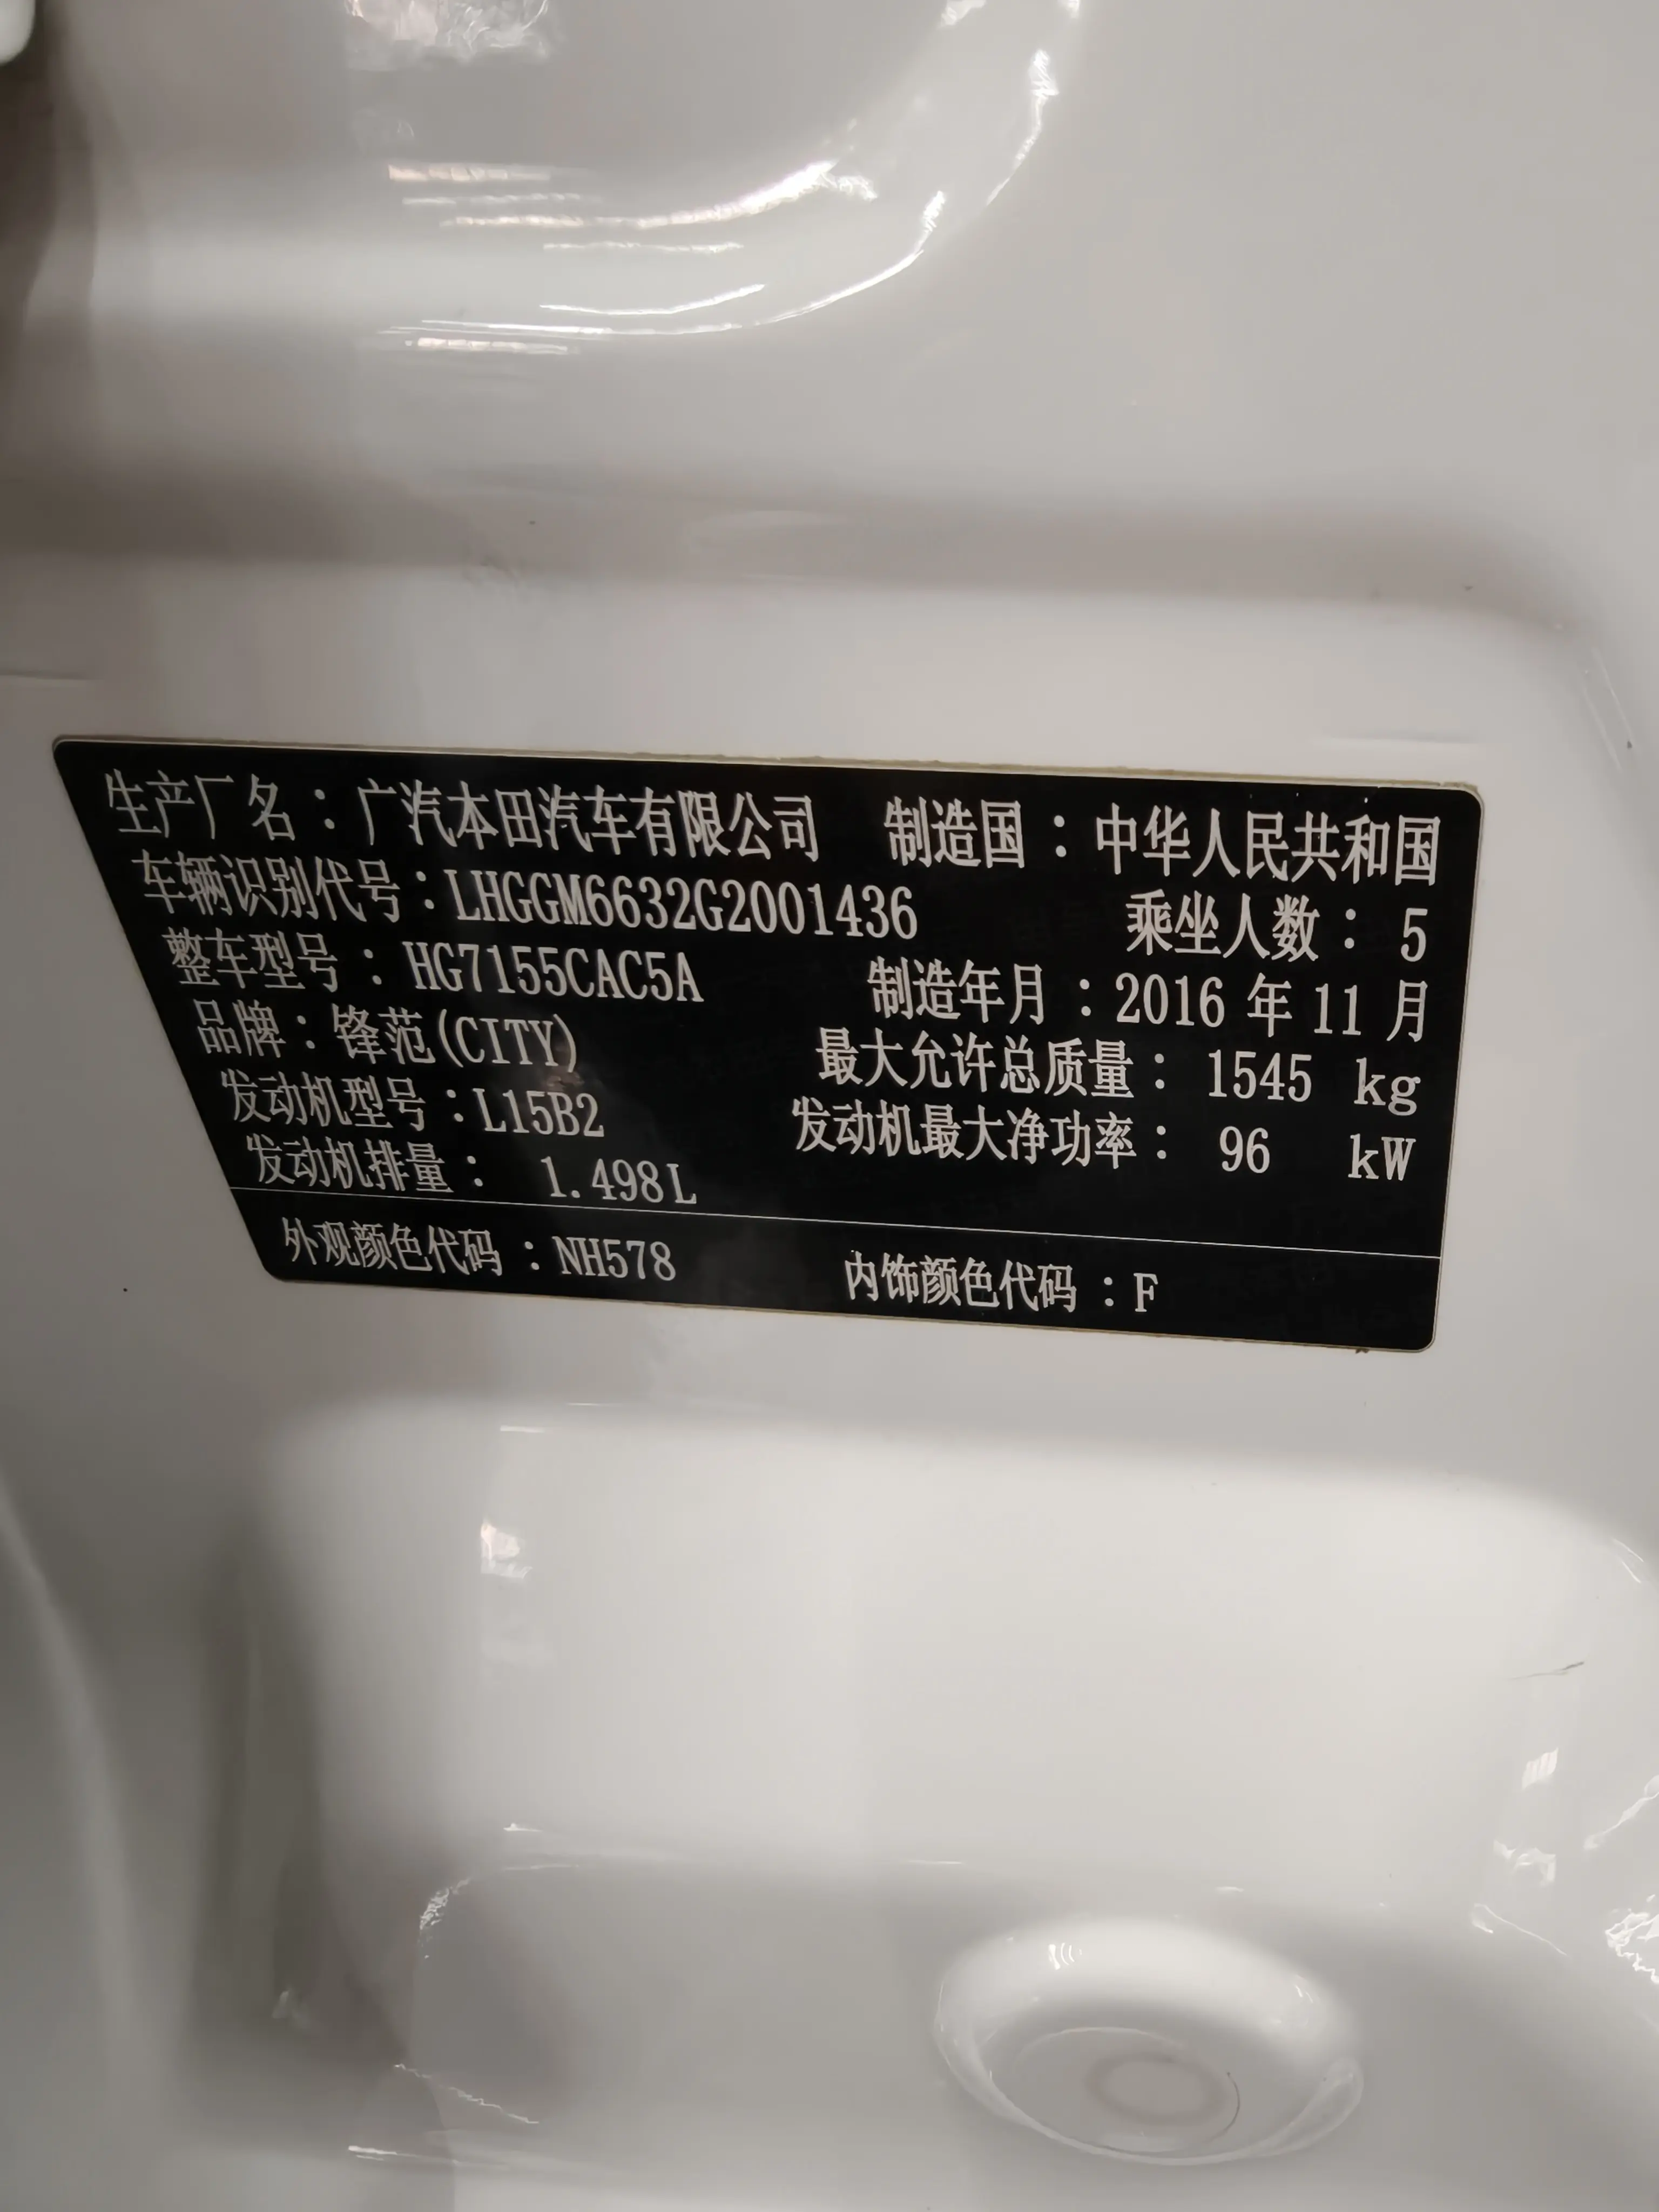 生产厂名：广汽本田汽车有限公司 制造国：中华人民共和国
车辆识别代号：LHGGM6632G2001436 乘坐人数：5
整车型号：HG7155CAC5A 制造年月：2016 年 11 月
品牌：锋范(CITY) 最大允许总质量：1545 kg
发动机型号：L15B2 发动机最大净功率：96 kW
发动机排量：1.498L
外观颜色代码：NH578 内饰颜色代码：F